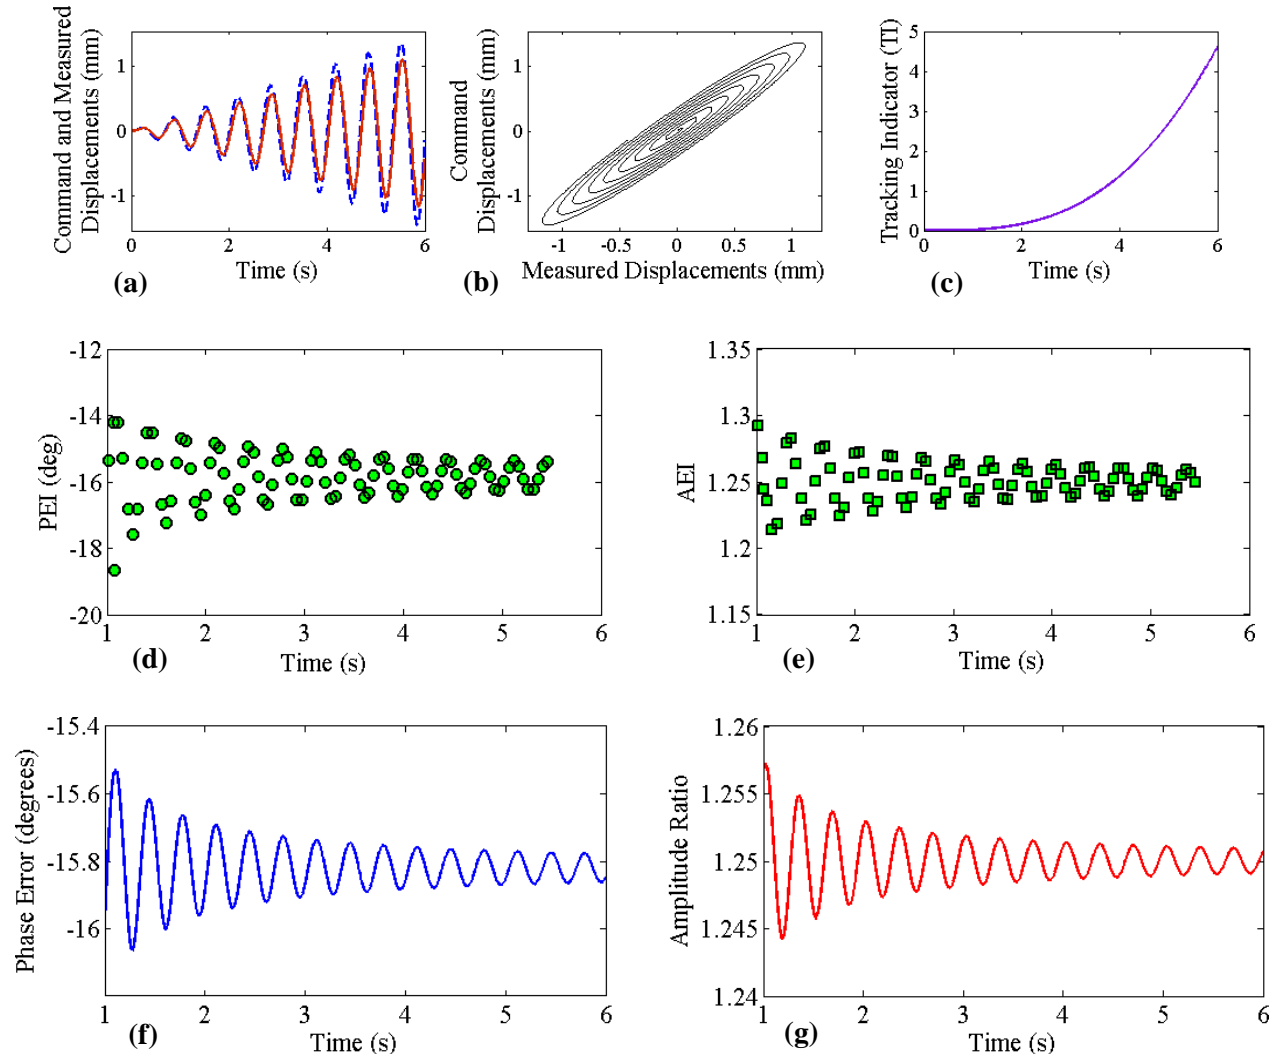 Command and Measured
Displacements (mm)
1
0
-1
0
2
4
6
Time (s)
(a)
Command
Displacements (mm)
1
0
-1
-1
-0.5
0
0.5
1
Measured Displacements (mm)
(b)
Tracking Indicator (TI)
5
4
3
2
1
0
0
2
4
6
Time (s)
(c)
PEI (deg)
-12
-14
-16
-18
-20
1
2
3
4
5
6
Time (s)
(d)
AEI
1.35
1.3
1.25
1.2
1.15
1
2
3
4
5
6
Time (s)
(e)
Phase Error (degrees)
-15.4
-15.6
-15.8
-16
1
2
3
4
5
6
Time (s)
(f)
Amplitude Ratio
1.26
1.255
1.25
1.245
1.24
1
2
3
4
5
6
Time (s)
(g)